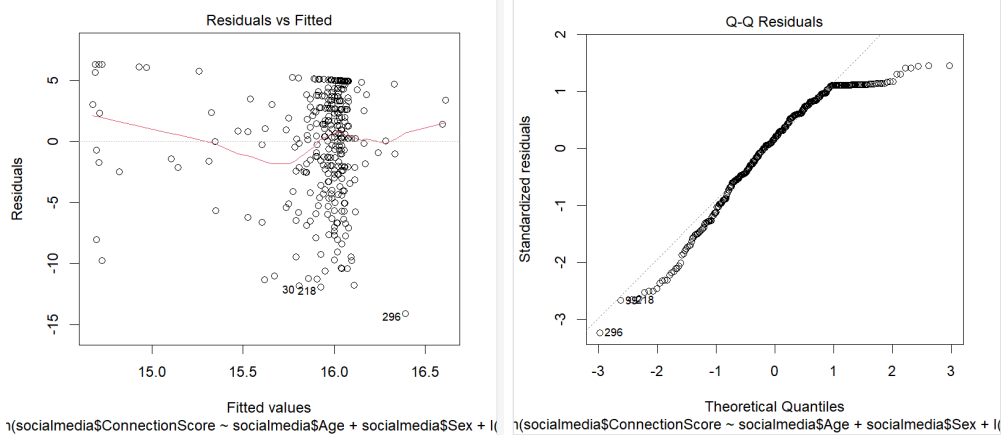 Residuals vs Fitted
Residuals
5
0
-5
-10
-15
30
218
296
15.0 15.5 16.0 16.5
Fitted values
(socialmedia$ConnectionScore ~ socialmedia$Age + socialmedia$Sex + I(
Q-Q Residuals
Standardized residuals
2
1
0
-1
-2
-3
218
296
-3 -2 -1 0 1 2 3
Theoretical Quantiles
(socialmedia$ConnectionScore ~ socialmedia$Age + socialmedia$Sex + I(